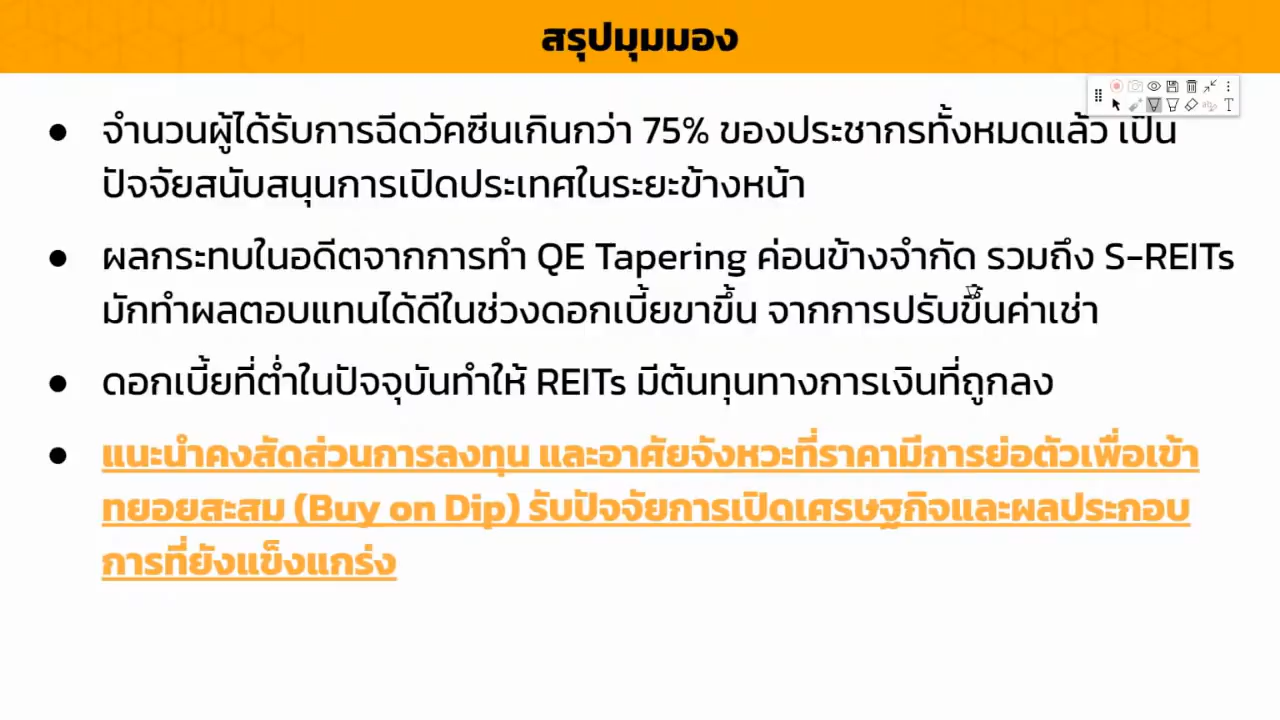 สรุปมุมมอง
● จำนวนผู้ได้รับการฉีดวัคซีนเกินกว่า 75% ของประชากรทั้งหมดแล้ว เป็น
ปัจจัยสนับสนุนการเปิดประเทศในระยะข้างหน้า
● ผลกระทบในอดีตจากการทำ QE Tapering ค่อนข้างจำกัด รวมถึง S-REITs
มักทำผลตอบแทนได้ดีในช่วงดอกเบี้ยขาขึ้น จากการปรับขึ้นค่าเช่า
● ดอกเบี้ยที่ต่ำในปัจจุบันทำให้ REITs มีต้นทุนทางการเงินที่ถูกลง
● แนะนำคงสัดส่วนการลงทุน และอาศัยจังหวะที่ราคามีการย่อตัวเพื่อเข้า
ทยอยสะสม (Buy on Dip) รับปัจจัยการเปิดเศรษฐกิจและผลประกอบ
การที่ยังแข็งแกร่ง